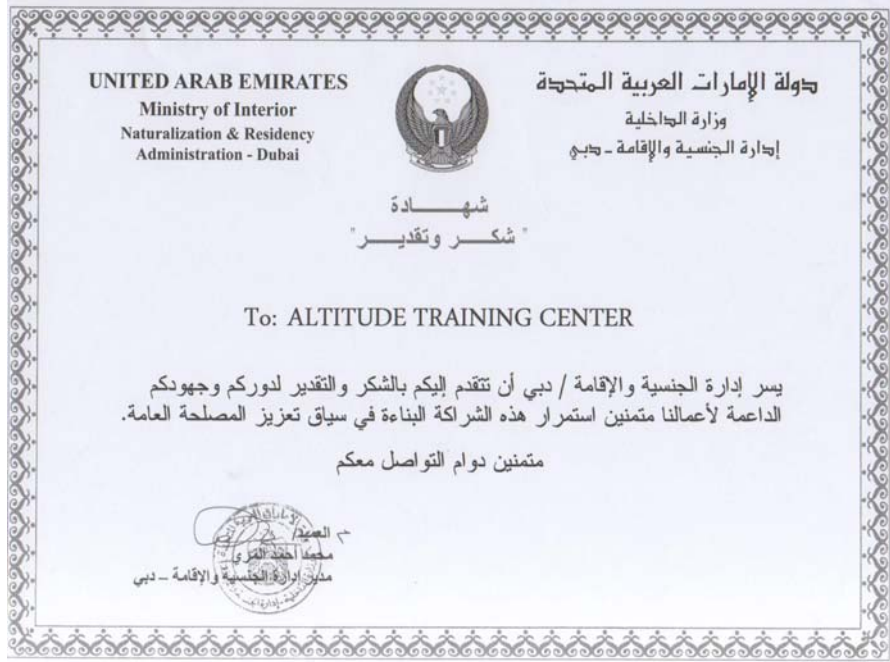 UNITED ARAB EMIRATES
Ministry of Interior
Naturalization & Residency
Administration - Dubai
دولة الإمارات العربية المتحدة
وزارة الداخلية
إدارة الجنسية والإقامة - دبي
شهــــــادة
" شكـــــر وتقديـــــر"
To: ALTITUDE TRAINING CENTER
يسر إدارة الجنسية والإقامة / دبي أن تتقدم إليكم بالشكر والتقدير لدوركم وجهودكم
الداعمة لأعمالنا متمنين استمرار هذه الشراكة البناءة في سياق تعزيز المصلحة العامة.
متمنين دوام التواصل معكم
العميد/
محمد أحمد المري
مدير إدارة الجنسية والإقامة – دبي